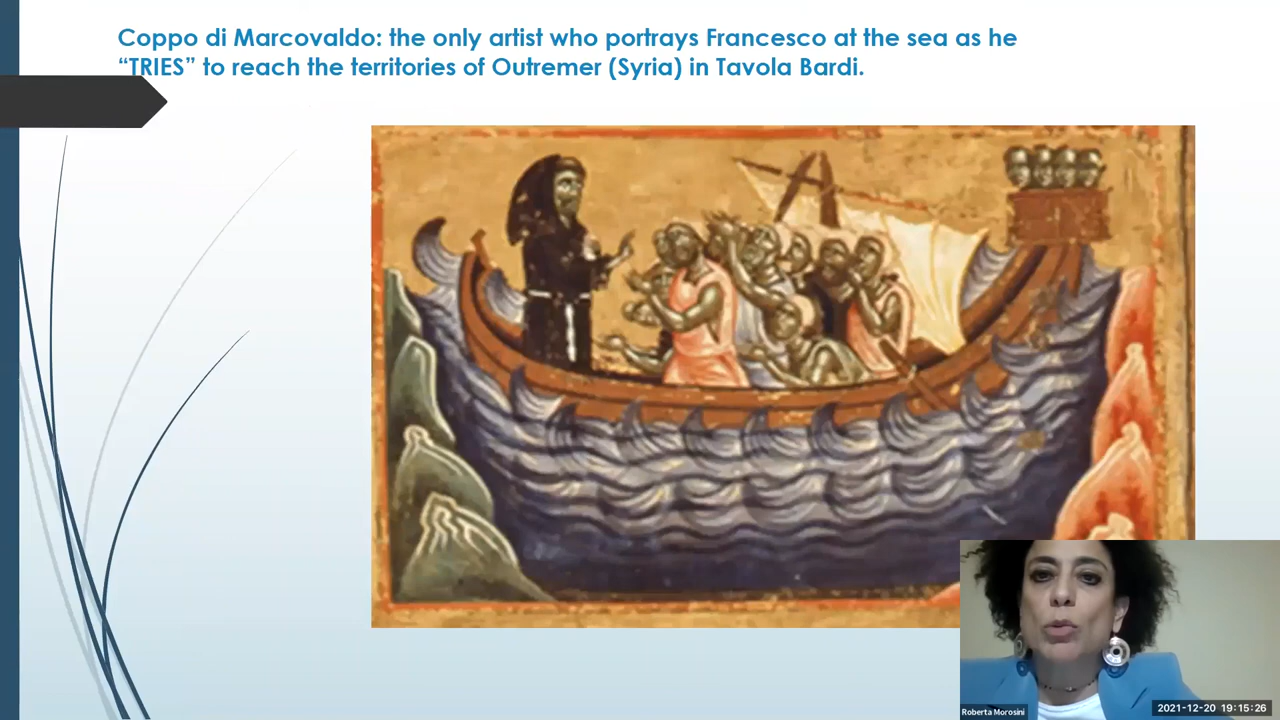 Coppo di Marcovaldo: the only artist who portrays Francesco at the sea as he
“TRIES” to reach the territories of Outremer (Syria) in Tavola Bardi.
Roberta Morosini
2021-12-20 19:15:26